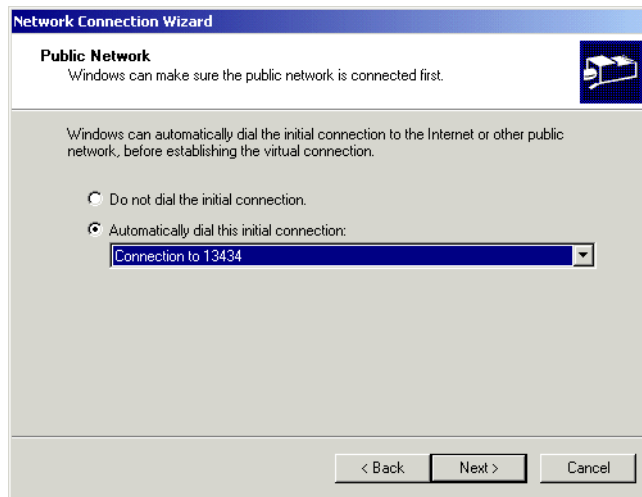 Network Connection Wizard
Public Network
Windows can make sure the public network is connected first.
Windows can automatically dial the initial connection to the Internet or other public
network, before establishing the virtual connection.
Do not dial the initial connection.
Automatically dial this initial connection:
Connection to 13434
< Back
Next >
Cancel